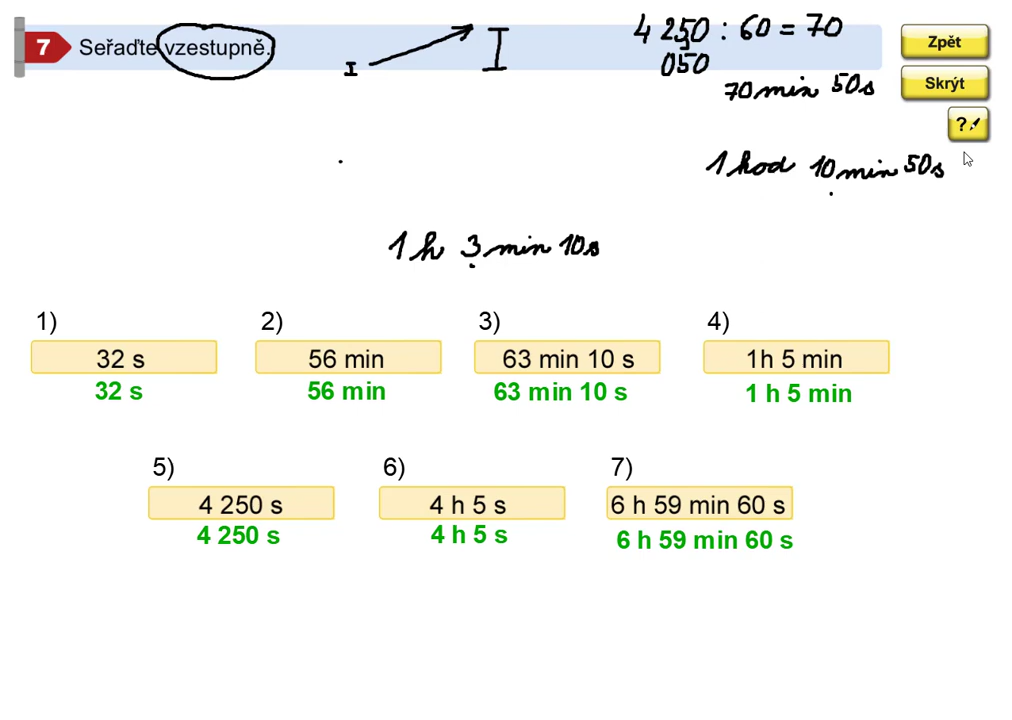 7 Seřaďte vzestupně.
4 250 : 60 = 70
050
70 min 50s
Zpět
Skrýt
?
1 hod 10 min 50s
1 h 3 min 10s
1) 2) 3) 4)
32 s 56 min 63 min 10 s 1h 5 min
32 s 56 min 63 min 10 s 1 h 5 min
5) 6) 7)
4 250 s 4 h 5 s 6 h 59 min 60 s
4 250 s 4 h 5 s 6 h 59 min 60 s